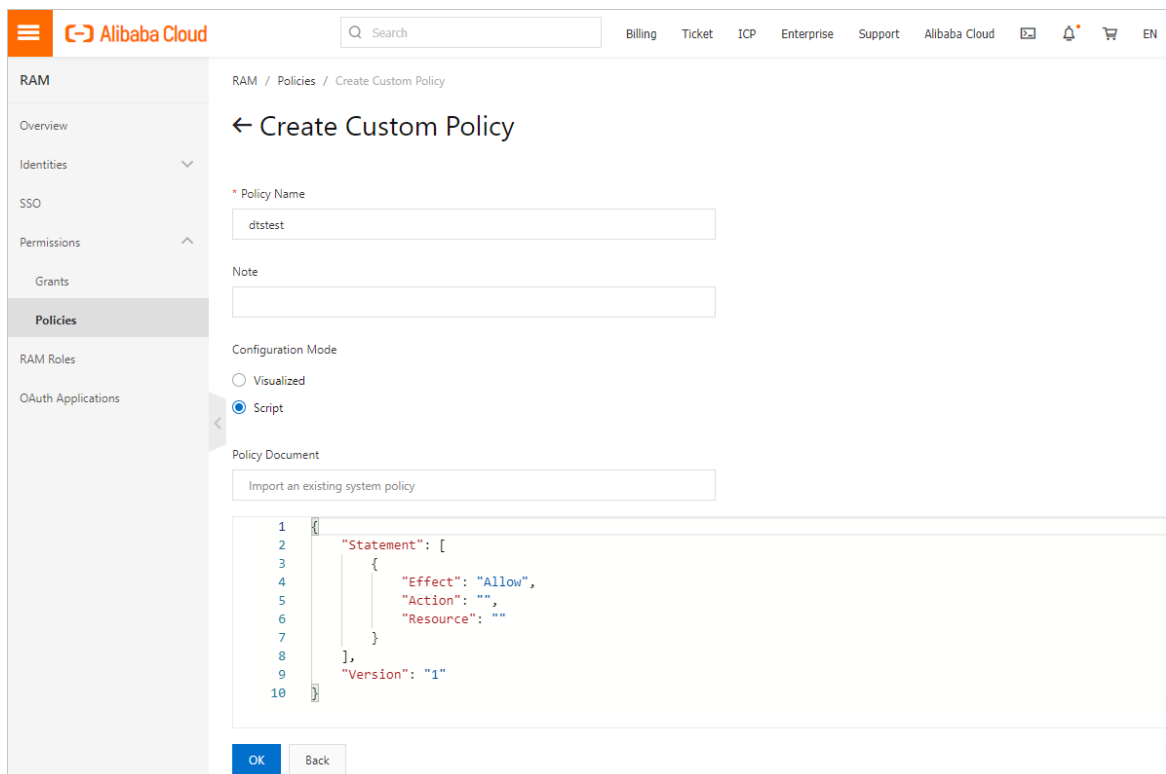 Alibaba Cloud
Search
Billing Ticket ICP Enterprise Support Alibaba Cloud EN
RAM
Overview
Identities
SSO
Permissions
Grants
Policies
RAM Roles
OAuth Applications
RAM / Policies / Create Custom Policy
← Create Custom Policy
* Policy Name
dtstest
Note
Configuration Mode
Visualized
Script
Policy Document
Import an existing system policy
1 {
2 "Statement": [
3 {
4 "Effect": "Allow",
5 "Action": "",
6 "Resource": ""
7 }
8 ],
9 "Version": "1"
10 }
OK Back